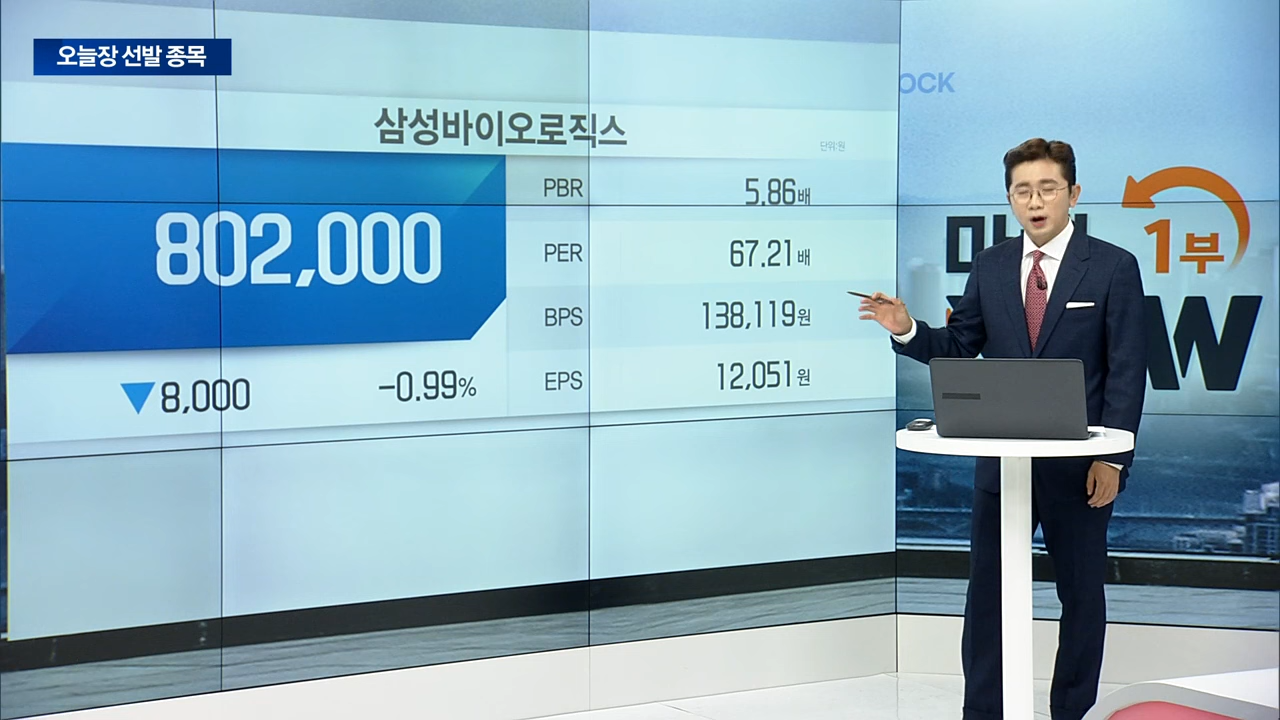 오늘장 선발 종목
삼성바이오로직스
단위:원
802,000
▼8,000 -0.99%
PBR 5.86배
PER 67.21배
BPS 138,119원
EPS 12,051원
OCK
1부
W